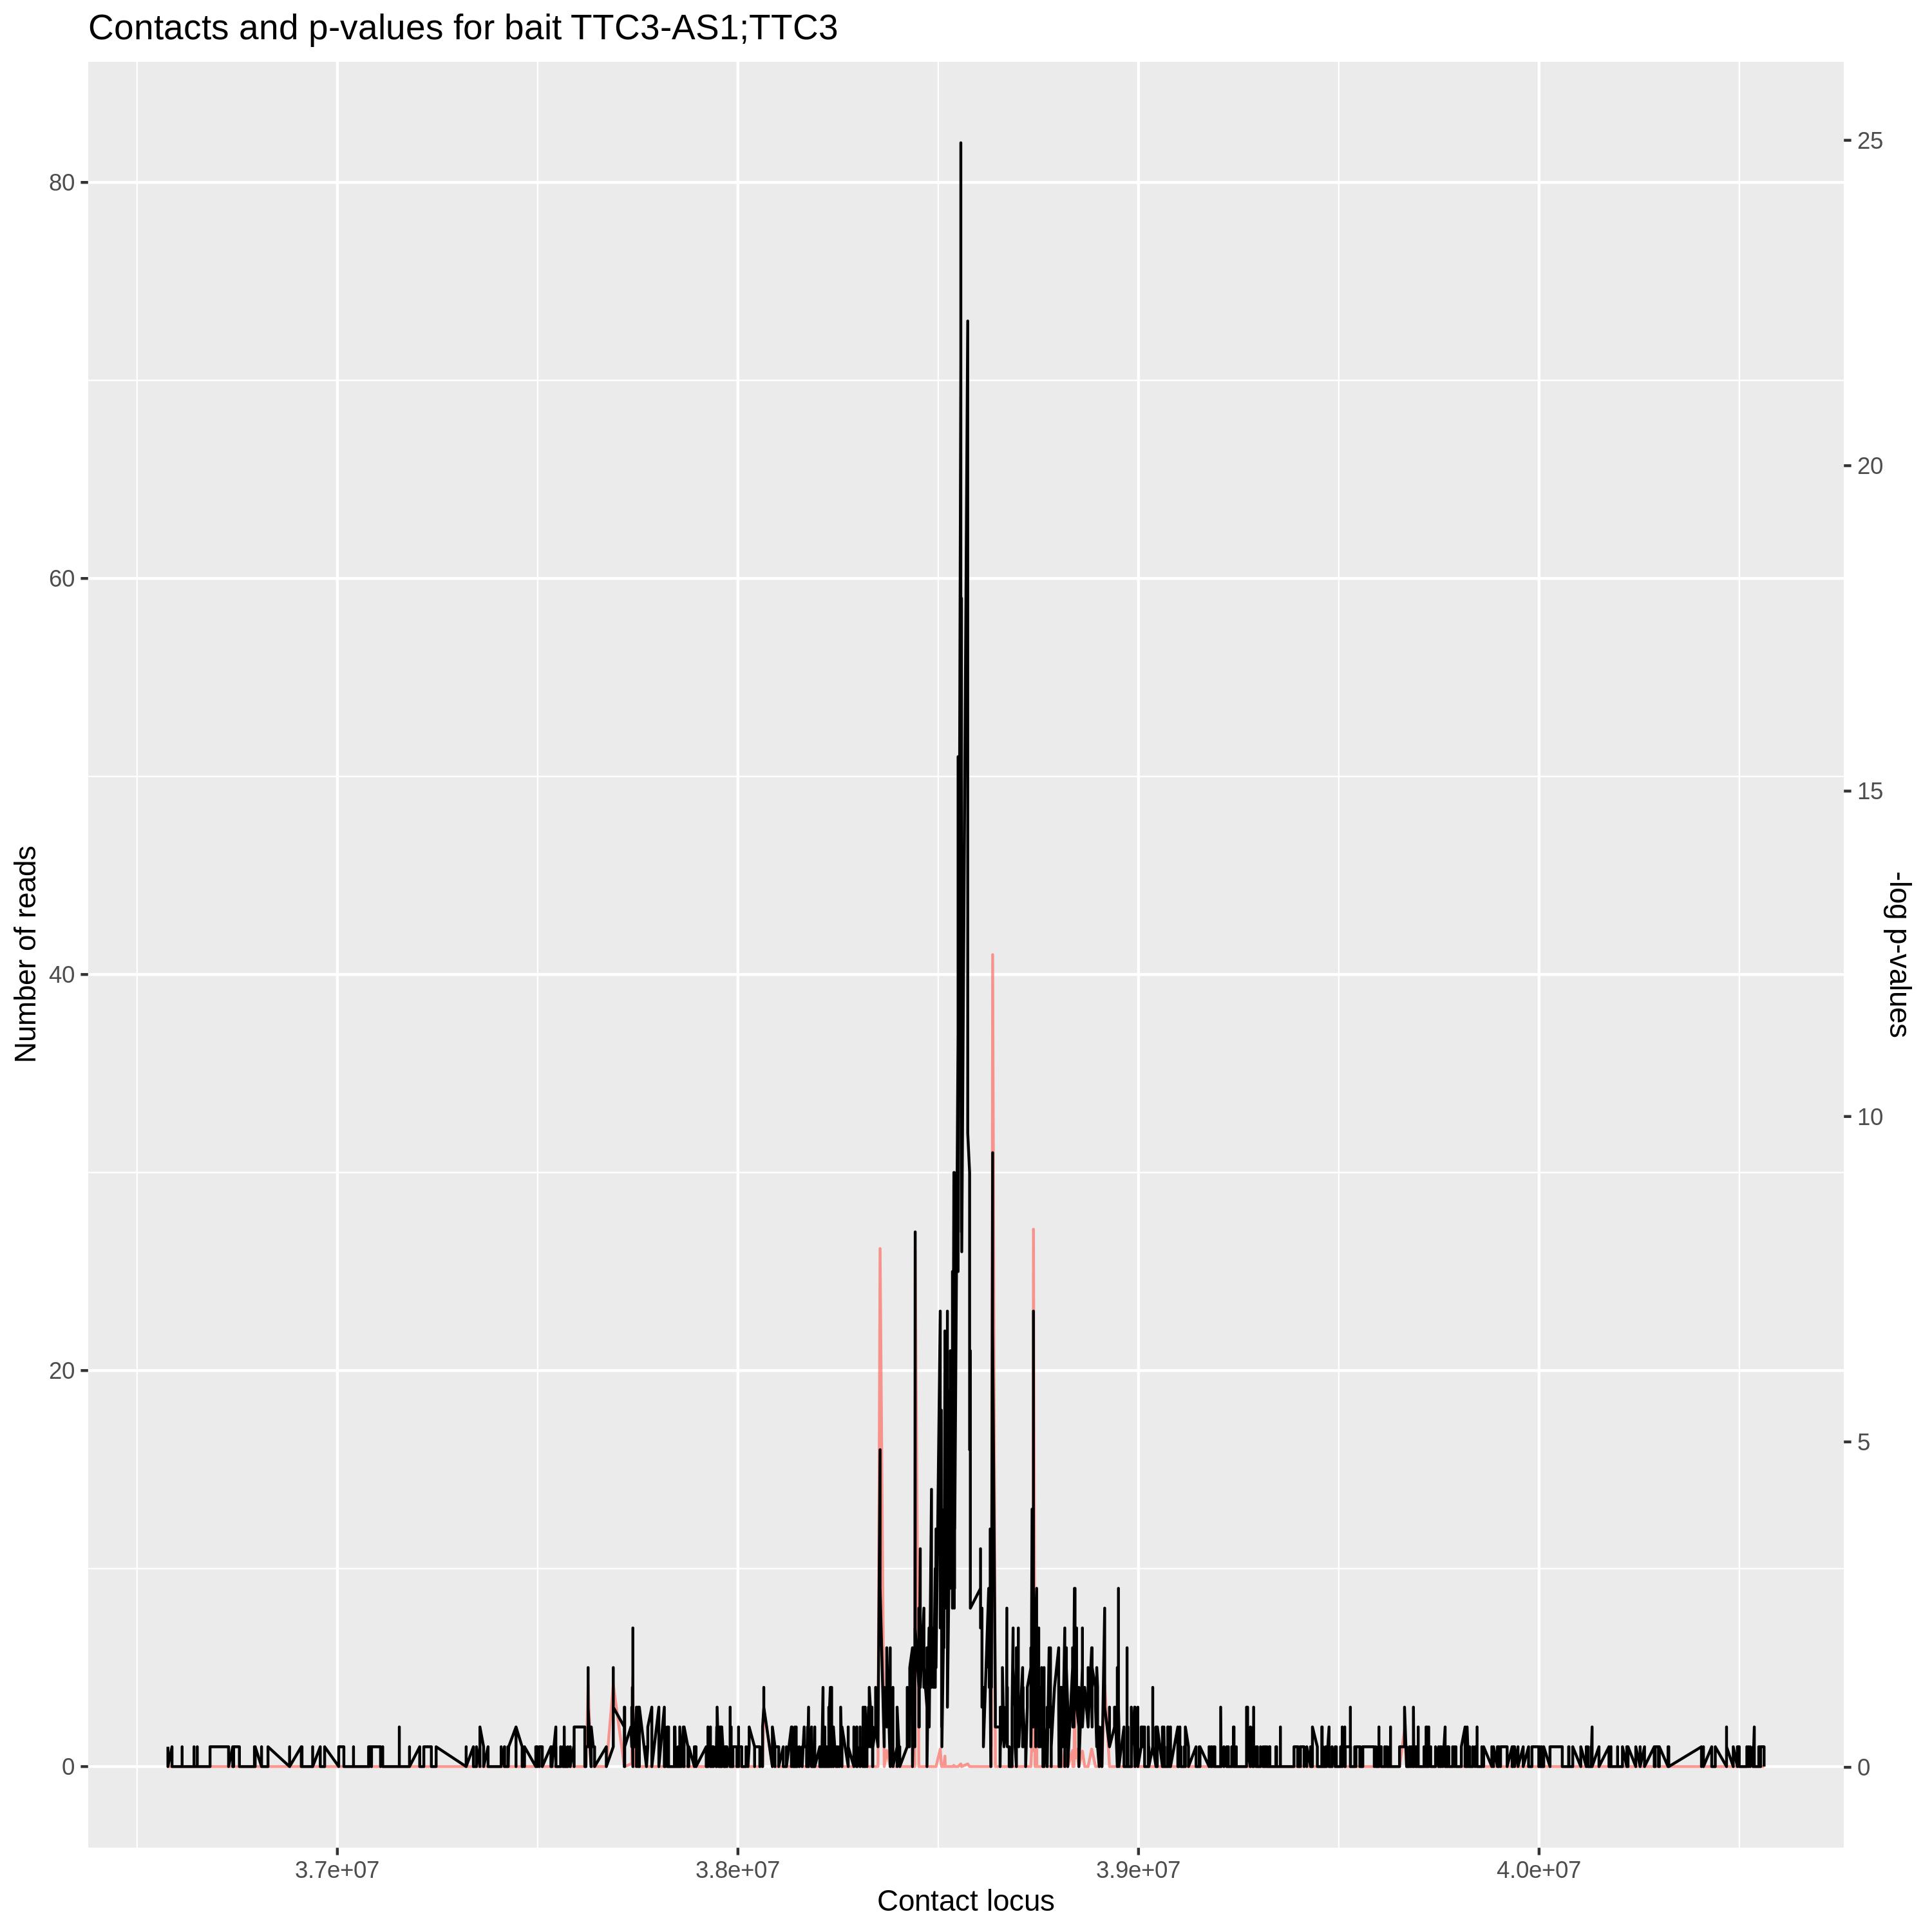 Contacts and p-values for bait TTC3-AS1;TTC3
80
60
40
20
0
Number of reads
25
20
15
10
5
0
-log p-values
3.7e+07
3.8e+07
3.9e+07
4.0e+07
Contact locus